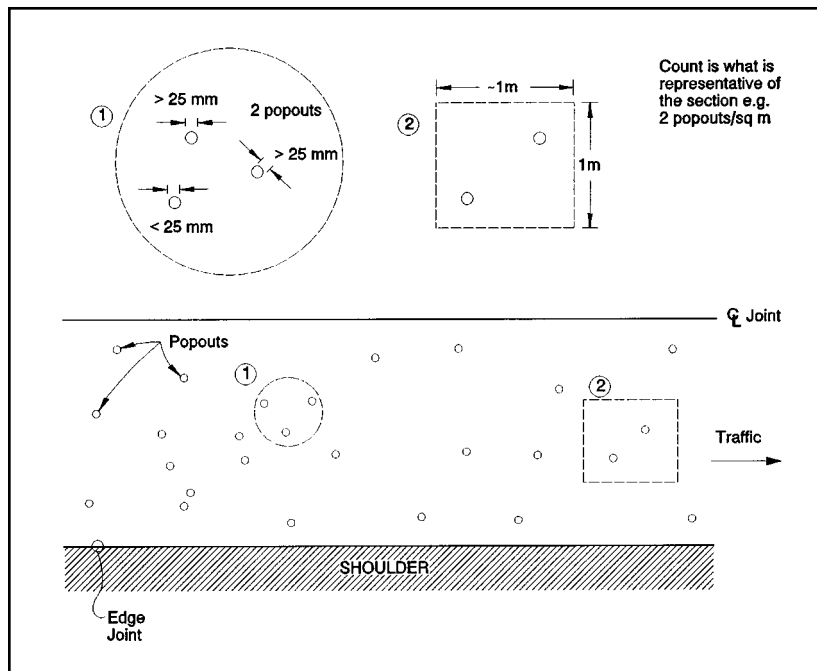 > 25 mm
1
2 popouts
> 25 mm
< 25 mm
~1m
2
1m
Count is what is
representative of
the section e.g.
2 popouts/sq m
℄ Joint
Popouts
1
2
Traffic
SHOULDER
Edge
Joint